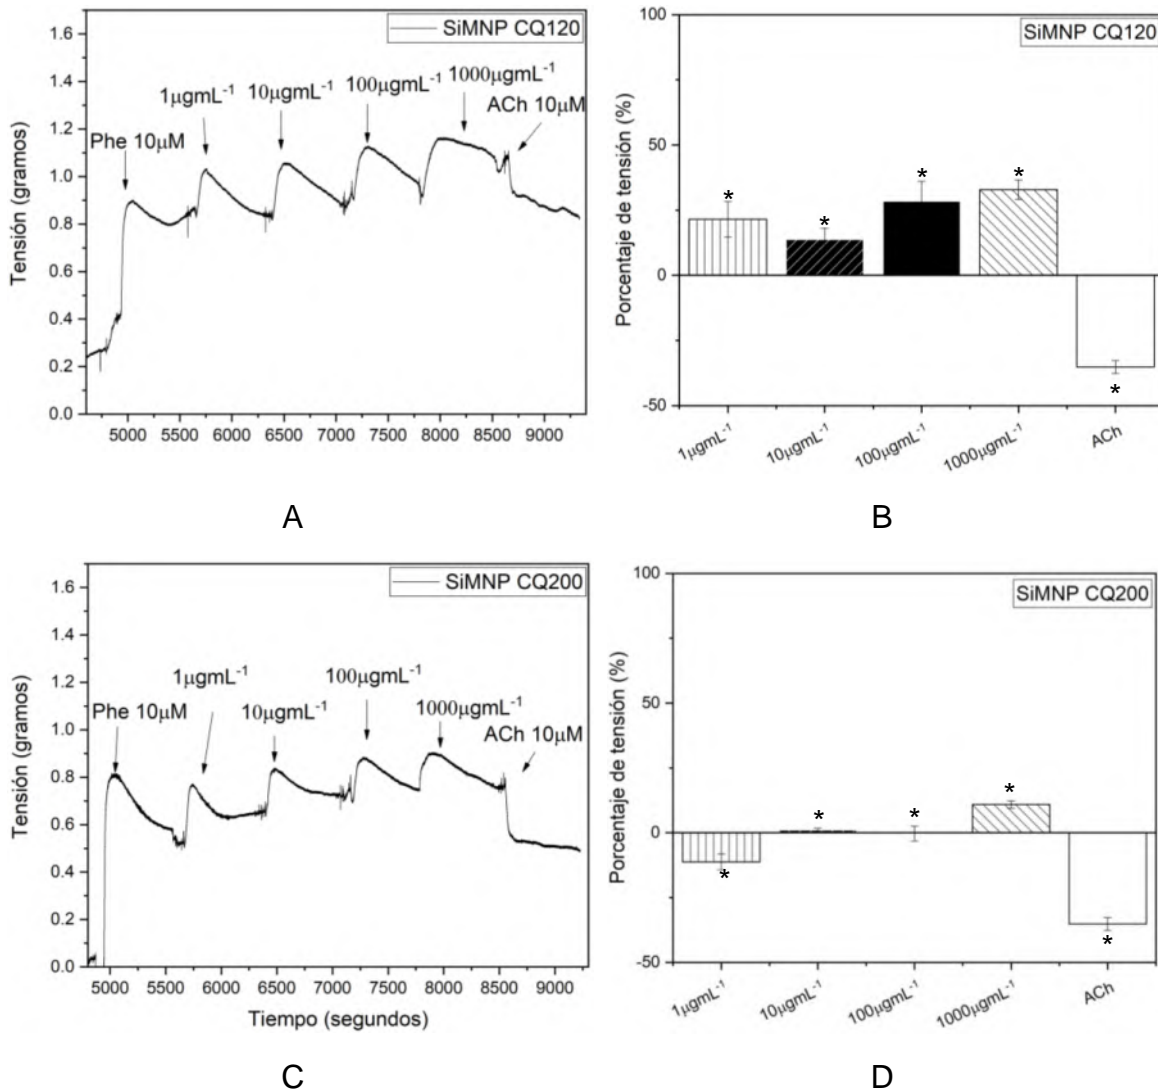 SiMNP CQ120
Tensión (gramos)
1.6
1.4
1.2
1.0
0.8
0.6
0.4
0.2
0.0
Phe 10μM
1μgmL⁻¹
10μgmL⁻¹
100μgmL⁻¹
1000μgmL⁻¹
ACh 10μM
5000 5500 6000 6500 7000 7500 8000 8500 9000
A
SiMNP CQ120
Porcentaje de tensión (%)
100
50
0
-50
* * * * *
1μgmL⁻¹ 10μgmL⁻¹ 100μgmL⁻¹ 1000μgmL⁻¹ ACh
B
SiMNP CQ200
Tensión (gramos)
1.6
1.4
1.2
1.0
0.8
0.6
0.4
0.2
0.0
Phe 10μM
1μgmL⁻¹
10μgmL⁻¹
100μgmL⁻¹
1000μgmL⁻¹
ACh 10μM
5000 5500 6000 6500 7000 7500 8000 8500 9000
Tiempo (segundos)
C
SiMNP CQ200
Porcentaje de tensión (%)
100
50
0
-50
* * * * *
1μgmL⁻¹ 10μgmL⁻¹ 100μgmL⁻¹ 1000μgmL⁻¹ ACh
D